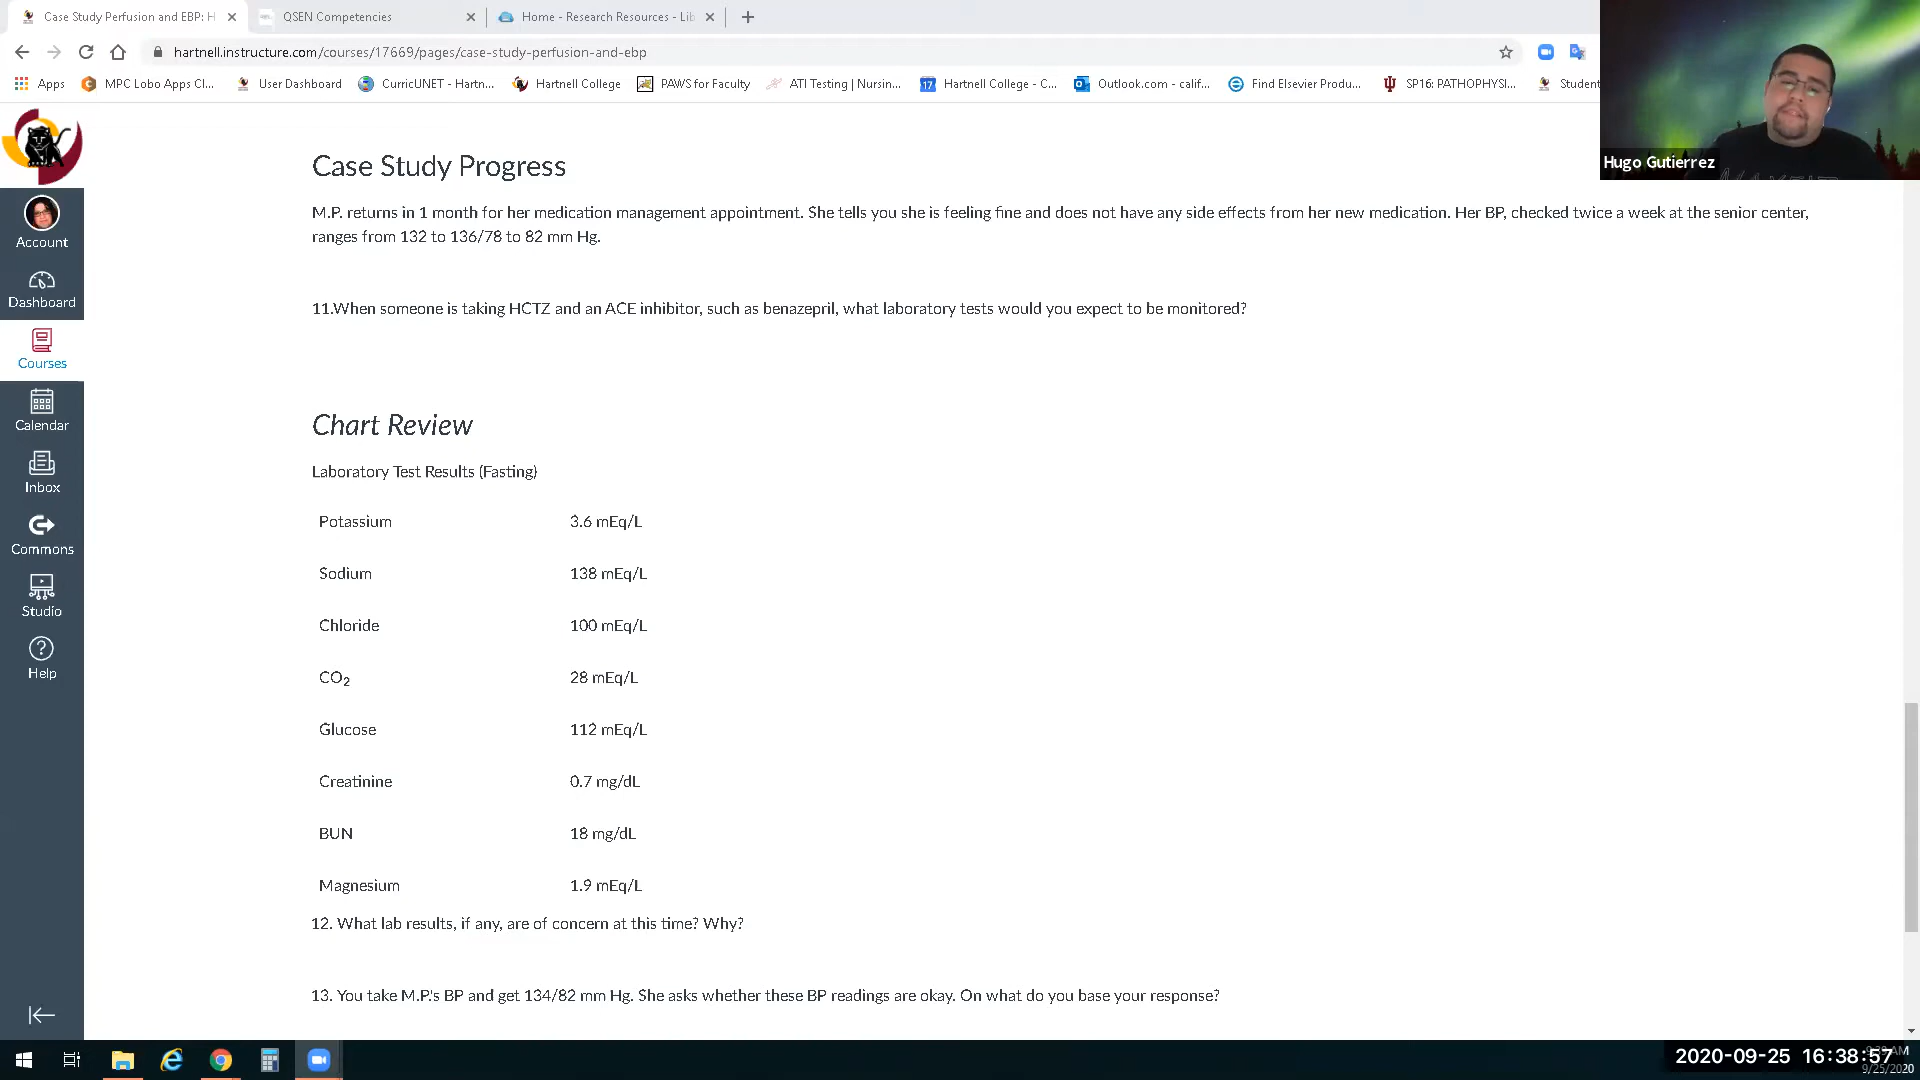 Case Study Perfusion and EBP: H
QSEN Competencies
Home - Research Resources - Lib
hartnell.instructure.com/courses/17669/pages/case-study-perfusion-and-ebp
Apps
MPC Lobo Apps Cl...
User Dashboard
CurricUNET - Hartn...
Hartnell College
PAWS for Faculty
ATI Testing | Nursin...
Hartnell College - C...
Outlook.com - calif...
Find Elsevier Produ...
SP16: PATHOPHYSI...
Student
Hugo Gutierrez
Account
Dashboard
Courses
Calendar
Inbox
Commons
Studio
Help
Case Study Progress
M.P. returns in 1 month for her medication management appointment. She tells you she is feeling fine and does not have any side effects from her new medication. Her BP, checked twice a week at the senior center,
ranges from 132 to 136/78 to 82 mm Hg.
11.When someone is taking HCTZ and an ACE inhibitor, such as benazepril, what laboratory tests would you expect to be monitored?
Chart Review
Laboratory Test Results (Fasting)
Potassium 3.6 mEq/L
Sodium 138 mEq/L
Chloride 100 mEq/L
CO2 28 mEq/L
Glucose 112 mEq/L
Creatinine 0.7 mg/dL
BUN 18 mg/dL
Magnesium 1.9 mEq/L
12. What lab results, if any, are of concern at this time? Why?
13. You take M.P.'s BP and get 134/82 mm Hg. She asks whether these BP readings are okay. On what do you base your response?
2020-09-25 16:38:57
9/25/2020